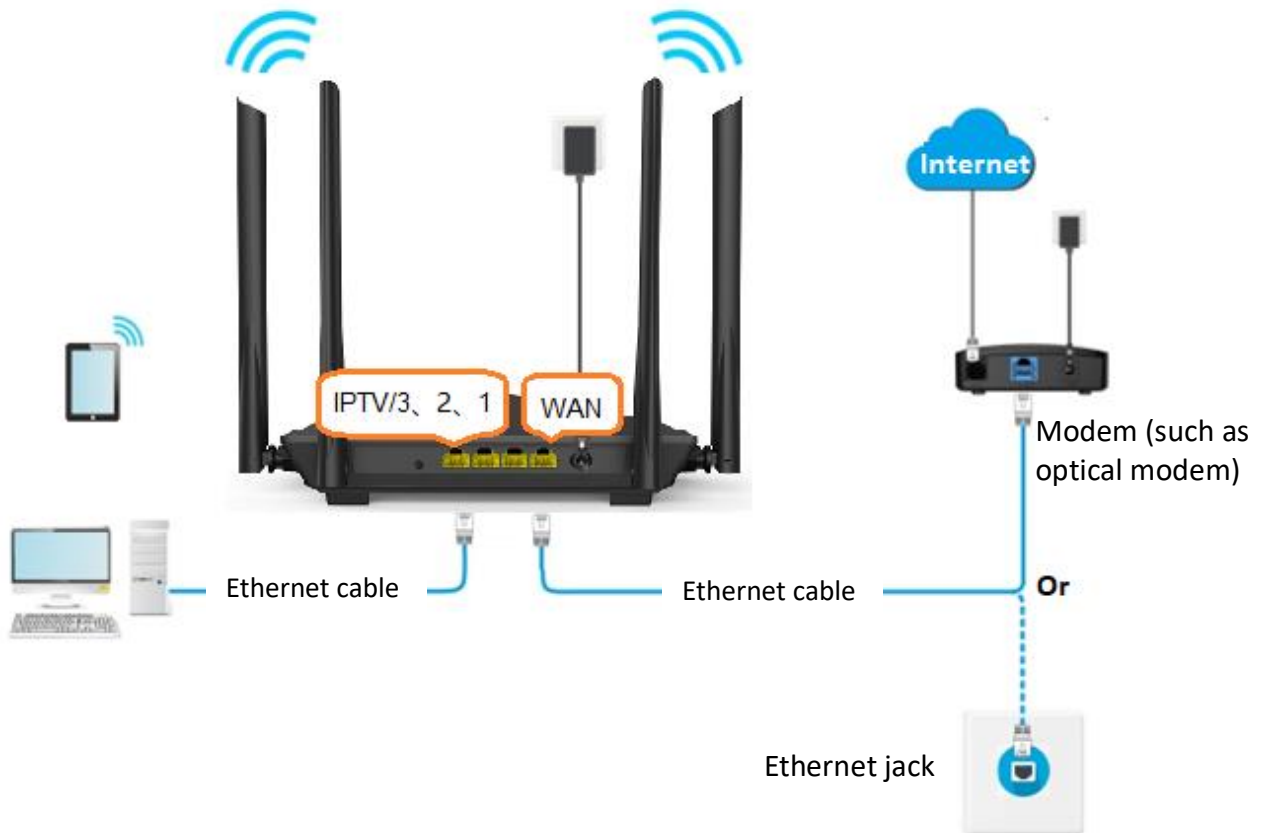 Internet
IPTV/3、2、1
WAN
Modem (such as
optical modem)
Ethernet cable
Ethernet cable
Or
Ethernet jack